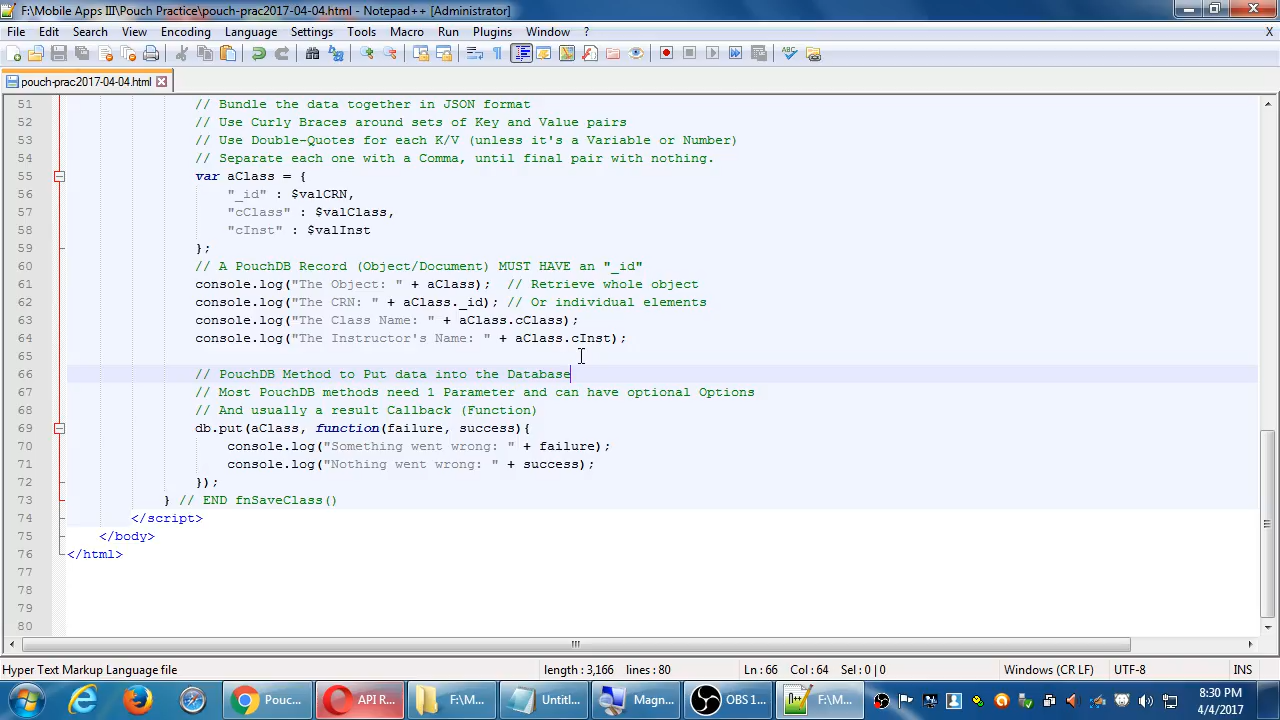 F:\Mobile Apps III\Pouch Practice\pouch-prac2017-04-04.html - Notepad++ [Administrator]
File Edit Search View Encoding Language Settings Tools Macro Run Plugins Window ? X
pouch-prac2017-04-04.html
51 // Bundle the data together in JSON format
52 // Use Curly Braces around sets of Key and Value pairs
53 // Use Double-Quotes for each K/V (unless it's a Variable or Number)
54 // Separate each one with a Comma, until final pair with nothing.
55 var aClass = {
56 "_id" : $valCRN,
57 "cClass" : $valClass,
58 "cInst" : $valInst
59 };
60 // A PouchDB Record (Object/Document) MUST HAVE an "_id"
61 console.log("The Object: " + aClass); // Retrieve whole object
62 console.log("The CRN: " + aClass._id); // Or individual elements
63 console.log("The Class Name: " + aClass.cClass);
64 console.log("The Instructor's Name: " + aClass.cInst);
65
66 // PouchDB Method to Put data into the Database
67 // Most PouchDB methods need 1 Parameter and can have optional Options
68 // And usually a result Callback (Function)
69 db.put(aClass, function(failure, success){
70 console.log("Something went wrong: " + failure);
71 console.log("Nothing went wrong: " + success);
72 });
73 } // END fnSaveClass()
74 </script>
75 </body>
76 </html>
77
78
79
80
Hyper Text Markup Language file length : 3,166 lines : 80 Ln : 66 Col : 64 Sel : 0 | 0 Windows (CR LF) UTF-8 INS
Pouc... API R... F:\M... Untitl... Magn... OBS 1... F:\M... 8:30 PM
4/4/2017